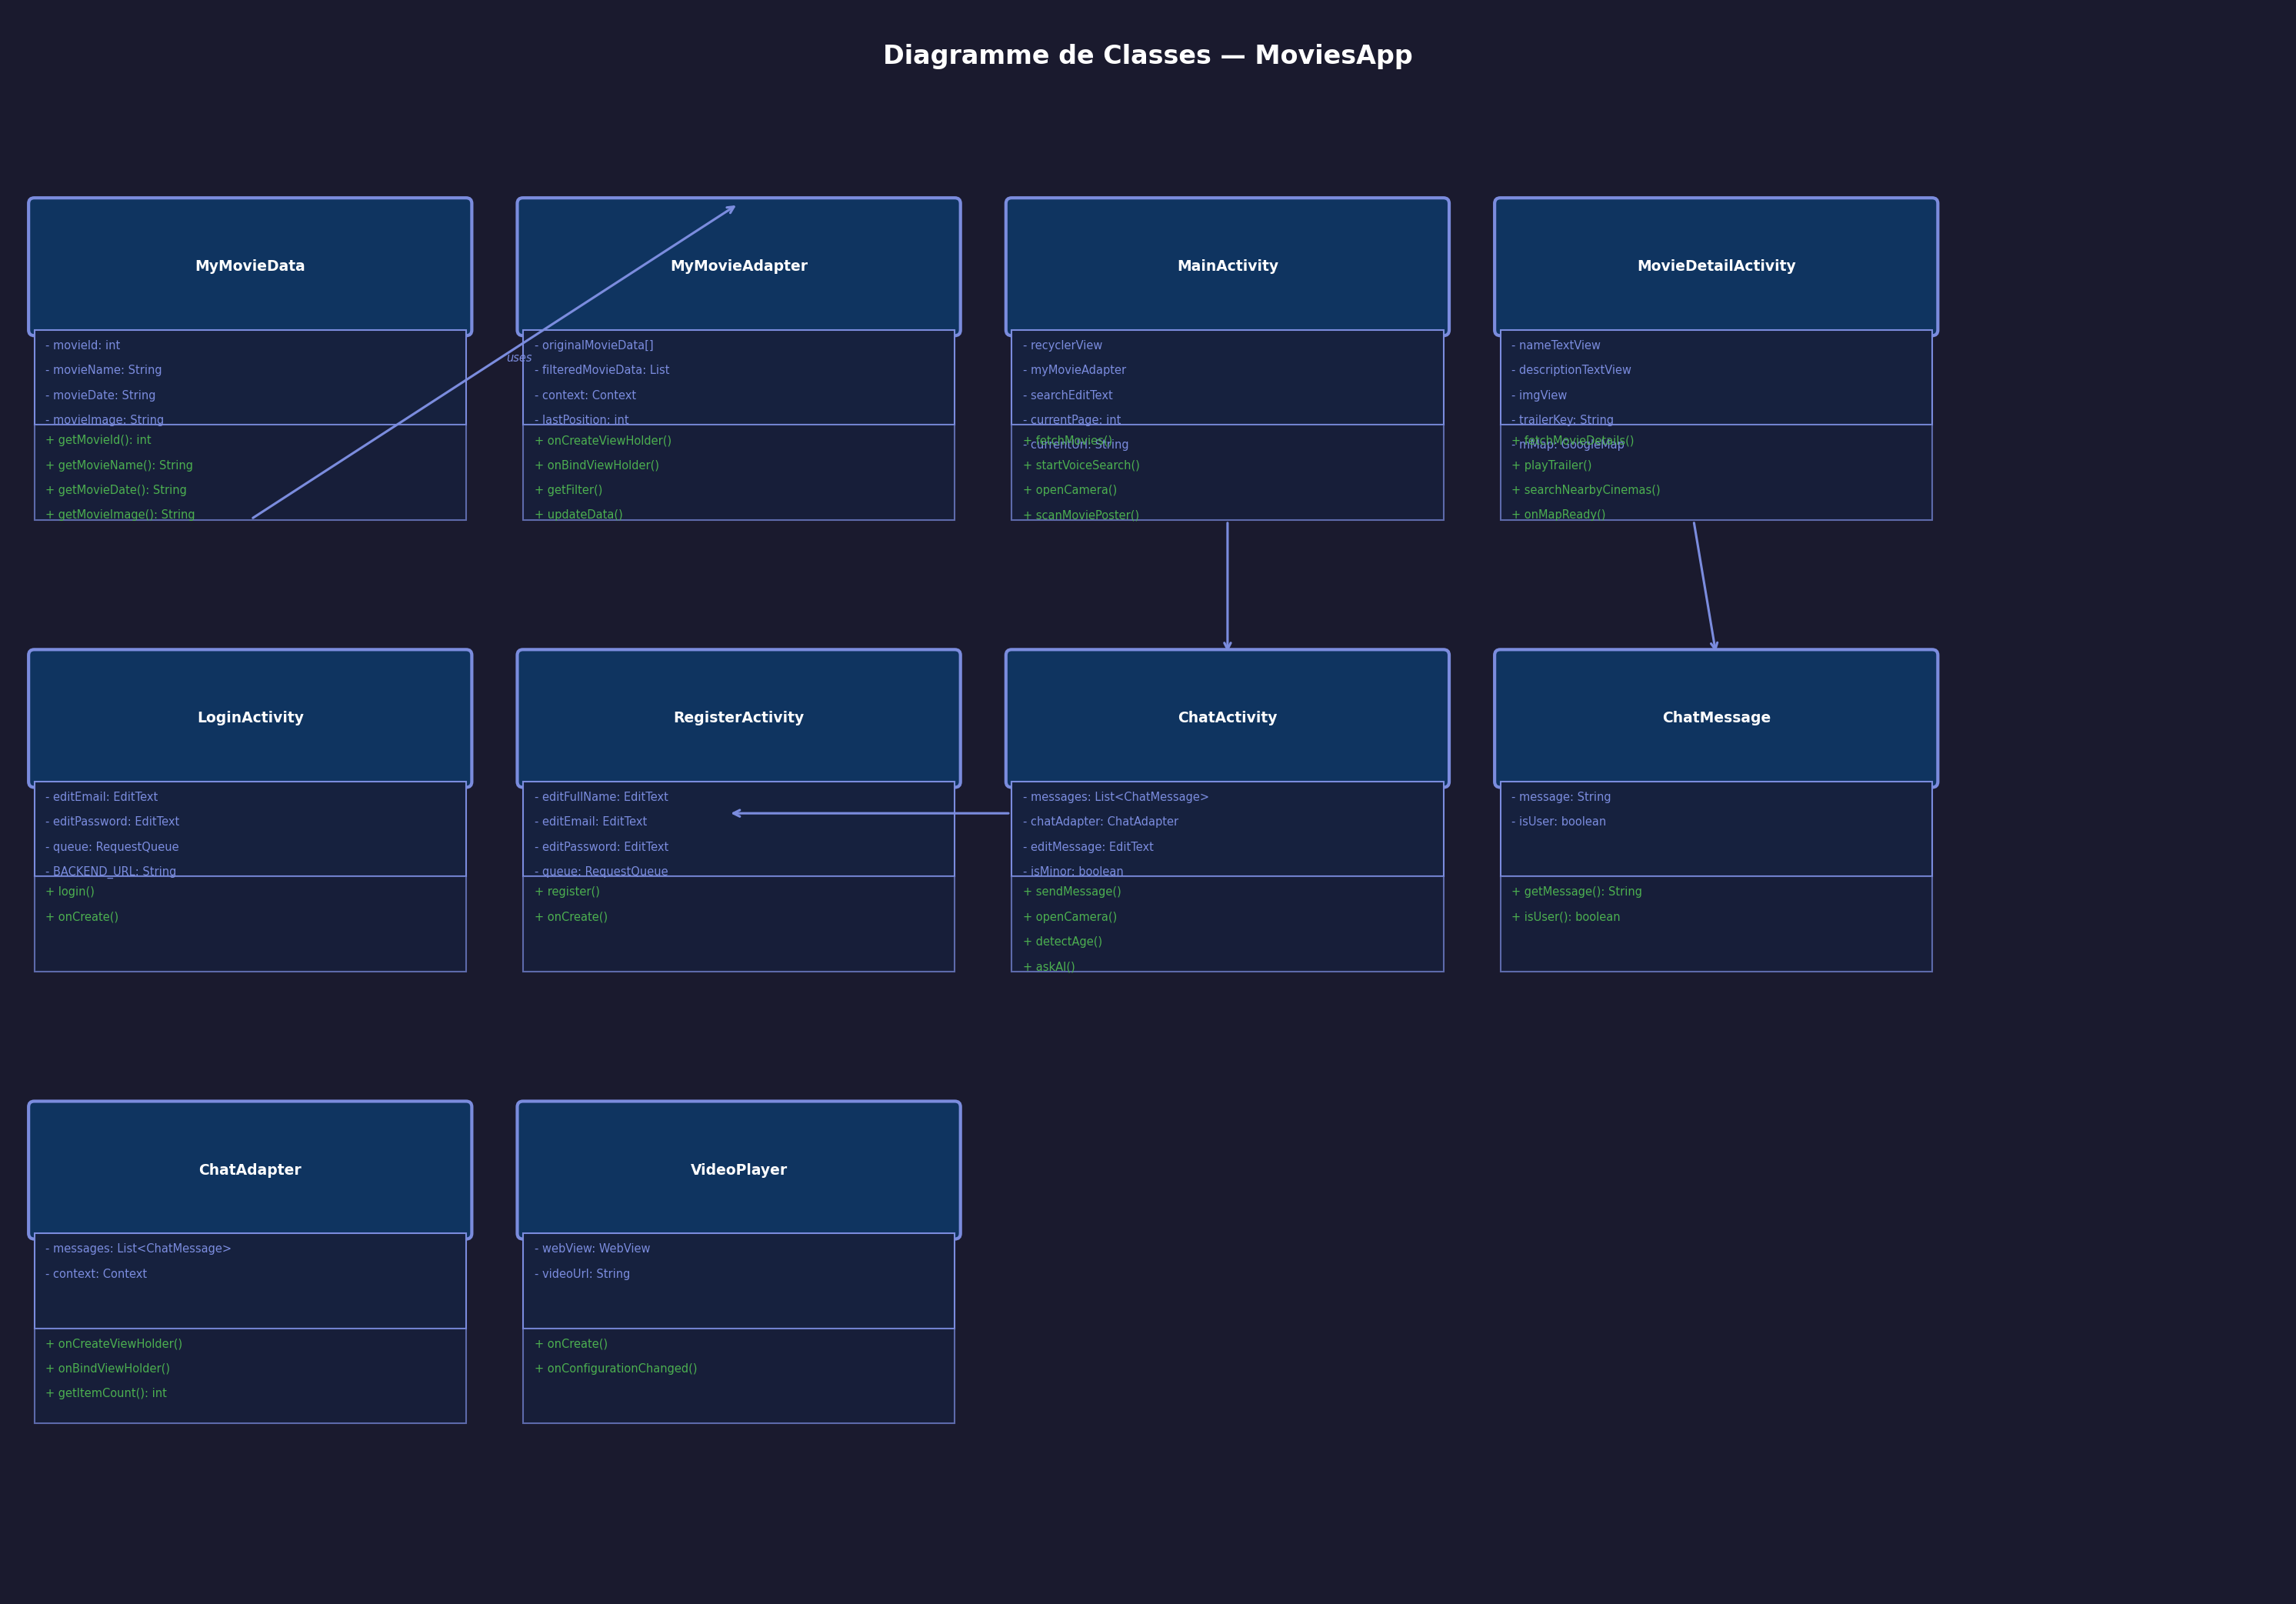 Diagramme de Classes — MoviesApp
MyMovieData
- movieId: int
- movieName: String
- movieDate: String
- movieImage: String
+ getMovieId(): int
+ getMovieName(): String
+ getMovieDate(): String
+ getMovieImage(): String
uses
MyMovieAdapter
- originalMovieData[]
- filteredMovieData: List
- context: Context
- lastPosition: int
+ onCreateViewHolder()
+ onBindViewHolder()
+ getFilter()
+ updateData()
MainActivity
- recyclerView
- myMovieAdapter
- searchEditText
- currentPage: int
- currentUrl: String
+ fetchMovies()
+ startVoiceSearch()
+ openCamera()
+ scanMoviePoster()
MovieDetailActivity
- nameTextView
- descriptionTextView
- imgView
- trailerKey: String
- mMap: GoogleMap
+ fetchMovieDetails()
+ playTrailer()
+ searchNearbyCinemas()
+ onMapReady()
LoginActivity
- editEmail: EditText
- editPassword: EditText
- queue: RequestQueue
- BACKEND_URL: String
+ login()
+ onCreate()
RegisterActivity
- editFullName: EditText
- editEmail: EditText
- editPassword: EditText
- queue: RequestQueue
+ register()
+ onCreate()
ChatActivity
- messages: List<ChatMessage>
- chatAdapter: ChatAdapter
- editMessage: EditText
- isMinor: boolean
+ sendMessage()
+ openCamera()
+ detectAge()
+ askAI()
ChatMessage
- message: String
- isUser: boolean
+ getMessage(): String
+ isUser(): boolean
ChatAdapter
- messages: List<ChatMessage>
- context: Context
+ onCreateViewHolder()
+ onBindViewHolder()
+ getItemCount(): int
VideoPlayer
- webView: WebView
- videoUrl: String
+ onCreate()
+ onConfigurationChanged()